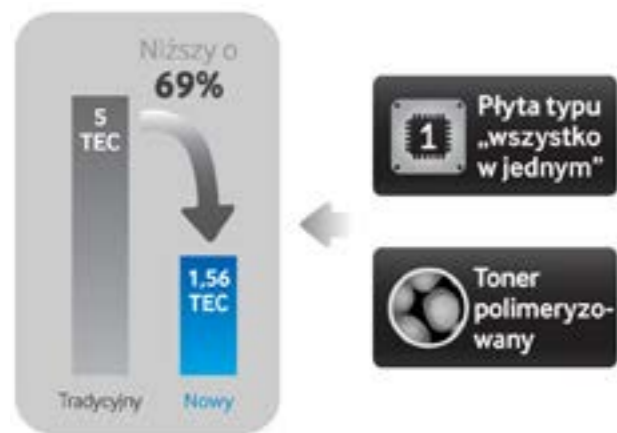 Niższy o
69%
5
TEC
1,56
TEC
Tradycyjny
Nowy
1
Płyta typu
„wszystko
w jednym”
Toner
polimeryzo-
wany